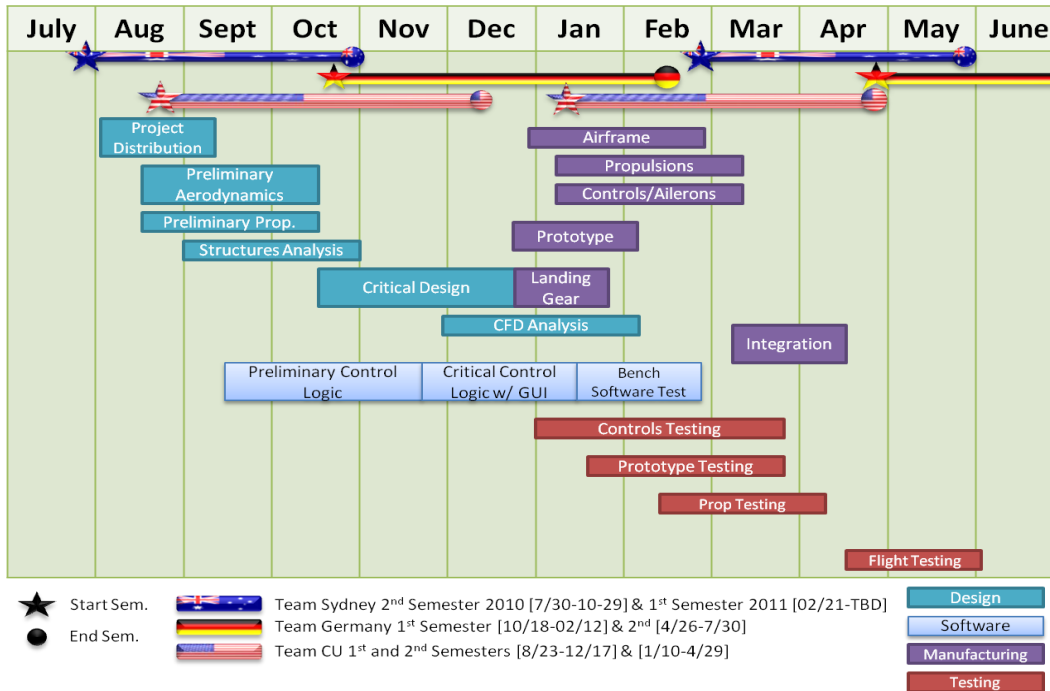 July Aug Sept Oct Nov Dec Jan Feb Mar Apr May June
Project
Distribution
Airframe
Propulsions
Preliminary
Aerodynamics
Controls/Ailerons
Preliminary Prop.
Prototype
Structures Analysis
Critical Design
Landing
Gear
CFD Analysis
Integration
Preliminary Control
Logic
Critical Control
Logic w/ GUI
Bench
Software Test
Controls Testing
Prototype Testing
Prop Testing
Flight Testing
Start Sem.
End Sem.
Team Sydney 2nd Semester 2010 [7/30-10-29] & 1st Semester 2011 [02/21-TBD]
Team Germany 1st Semester [10/18-02/12] & 2nd [4/26-7/30]
Team CU 1st and 2nd Semesters [8/23-12/17] & [1/10-4/29]
Design
Software
Manufacturing
Testing